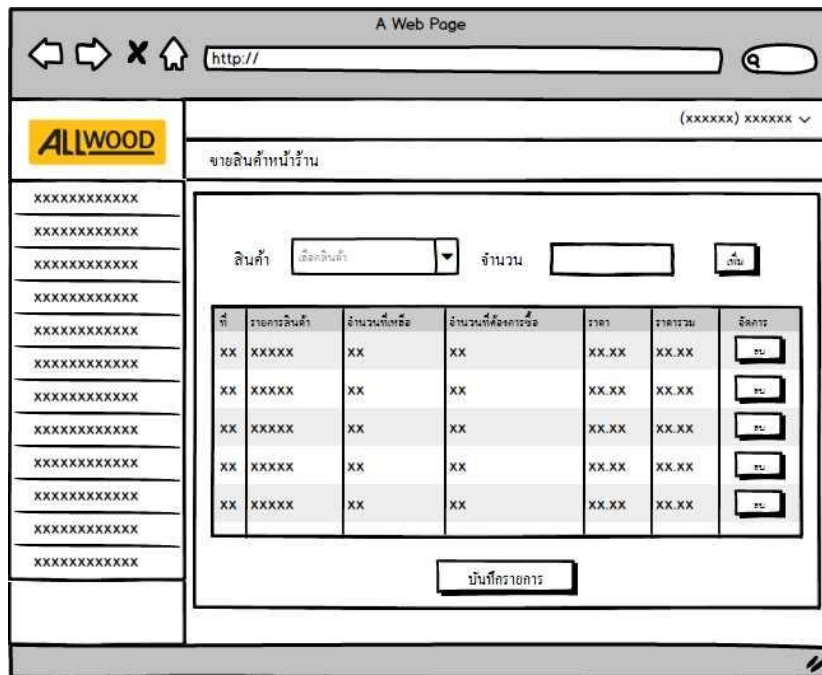 A Web Page
http://
ALLWOOD
(xxxxxx) xxxxxx
ขายสินค้าหน้าร้าน
xxxxxxxxxxxx
xxxxxxxxxxxx
xxxxxxxxxxxx
xxxxxxxxxxxx
xxxxxxxxxxxx
xxxxxxxxxxxx
xxxxxxxxxxxx
xxxxxxxxxxxx
xxxxxxxxxxxx
xxxxxxxxxxxx
xxxxxxxxxxxx
xxxxxxxxxxxx
สินค้า เลือกสินค้า จำนวน เพิ่ม
ที่ รายการสินค้า จำนวนที่เหลือ จำนวนที่ต้องการซื้อ ราคา ราคารวม จัดการ
xx xxxxx xx xx xx.xx xx.xx ลบ
xx xxxxx xx xx xx.xx xx.xx ลบ
xx xxxxx xx xx xx.xx xx.xx ลบ
xx xxxxx xx xx xx.xx xx.xx ลบ
xx xxxxx xx xx xx.xx xx.xx ลบ
บันทึกรายการ